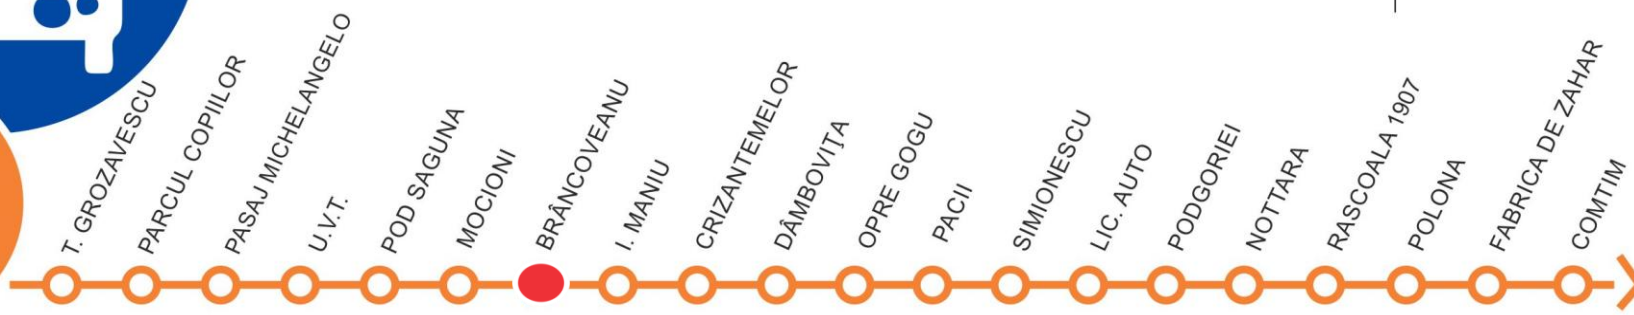 T. GROZAVESCU
PARCUL COPIILOR
PASAJ MICHELANGELO
U.V.T.
POD SAGUNA
MOCIONI
BRÂNCOVEANU
I. MANIU
CRIZANTEMELOR
DÂMBOVIŢA
OPRE GOGU
PACII
SIMIONESCU
LIC. AUTO
PODGORIEI
NOTTARA
RASCOALA 1907
POLONA
FABRICA DE ZAHAR
COMTIM